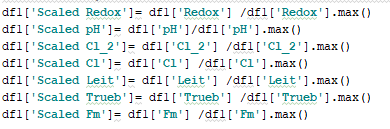 df1['Scaled Redox']= df1['Redox'] /df1['Redox'].max()
df1['Scaled pH']= df1['pH']/df1['pH'].max()
df1['Scaled Cl_2']= df1['Cl_2'] /df1['Cl_2'].max()
df1['Scaled Cl']= df1['Cl'] /df1['Cl'].max()
df1['Scaled Leit']= df1['Leit'] /df1['Leit'].max()
df1['Scaled Trueb']= df1['Trueb'] /df1['Trueb'].max()
df1['Scaled Fm']= df1['Fm'] /df1['Fm'].max()